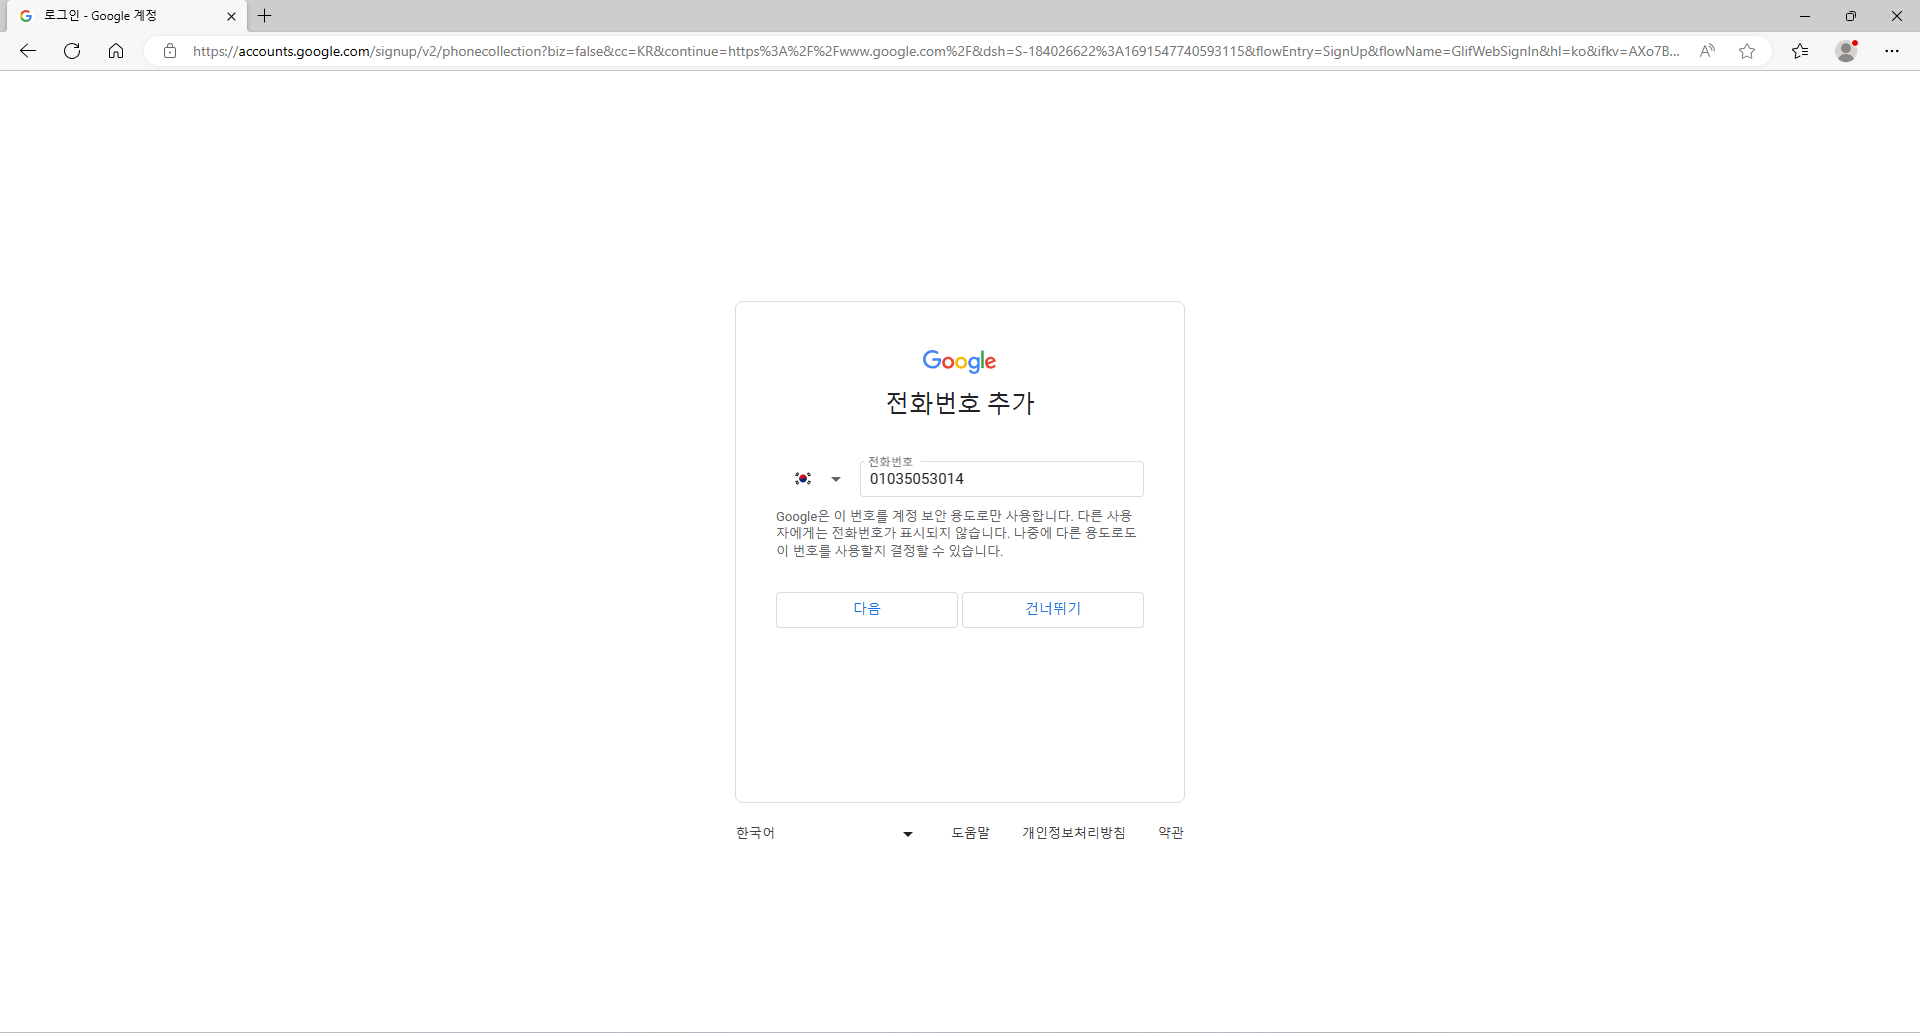 로그인 - Google 계정
https://accounts.google.com/signup/v2/phonecollection?biz=false&cc=KR&continue=https%3A%2F%2Fwww.google.com%2F&dsh=S-184026622%3A1691547740593115&flowEntry=SignUp&flowName=GlifWebSignIn&hl=ko&ifkv=AXo7B...
Google
전화번호 추가
전화번호
01035053014
Google은 이 번호를 계정 보안 용도로만 사용합니다. 다른 사용
자에게는 전화번호가 표시되지 않습니다. 나중에 다른 용도로도
이 번호를 사용할지 결정할 수 있습니다.
다음 건너뛰기
한국어 도움말 개인정보처리방침 약관